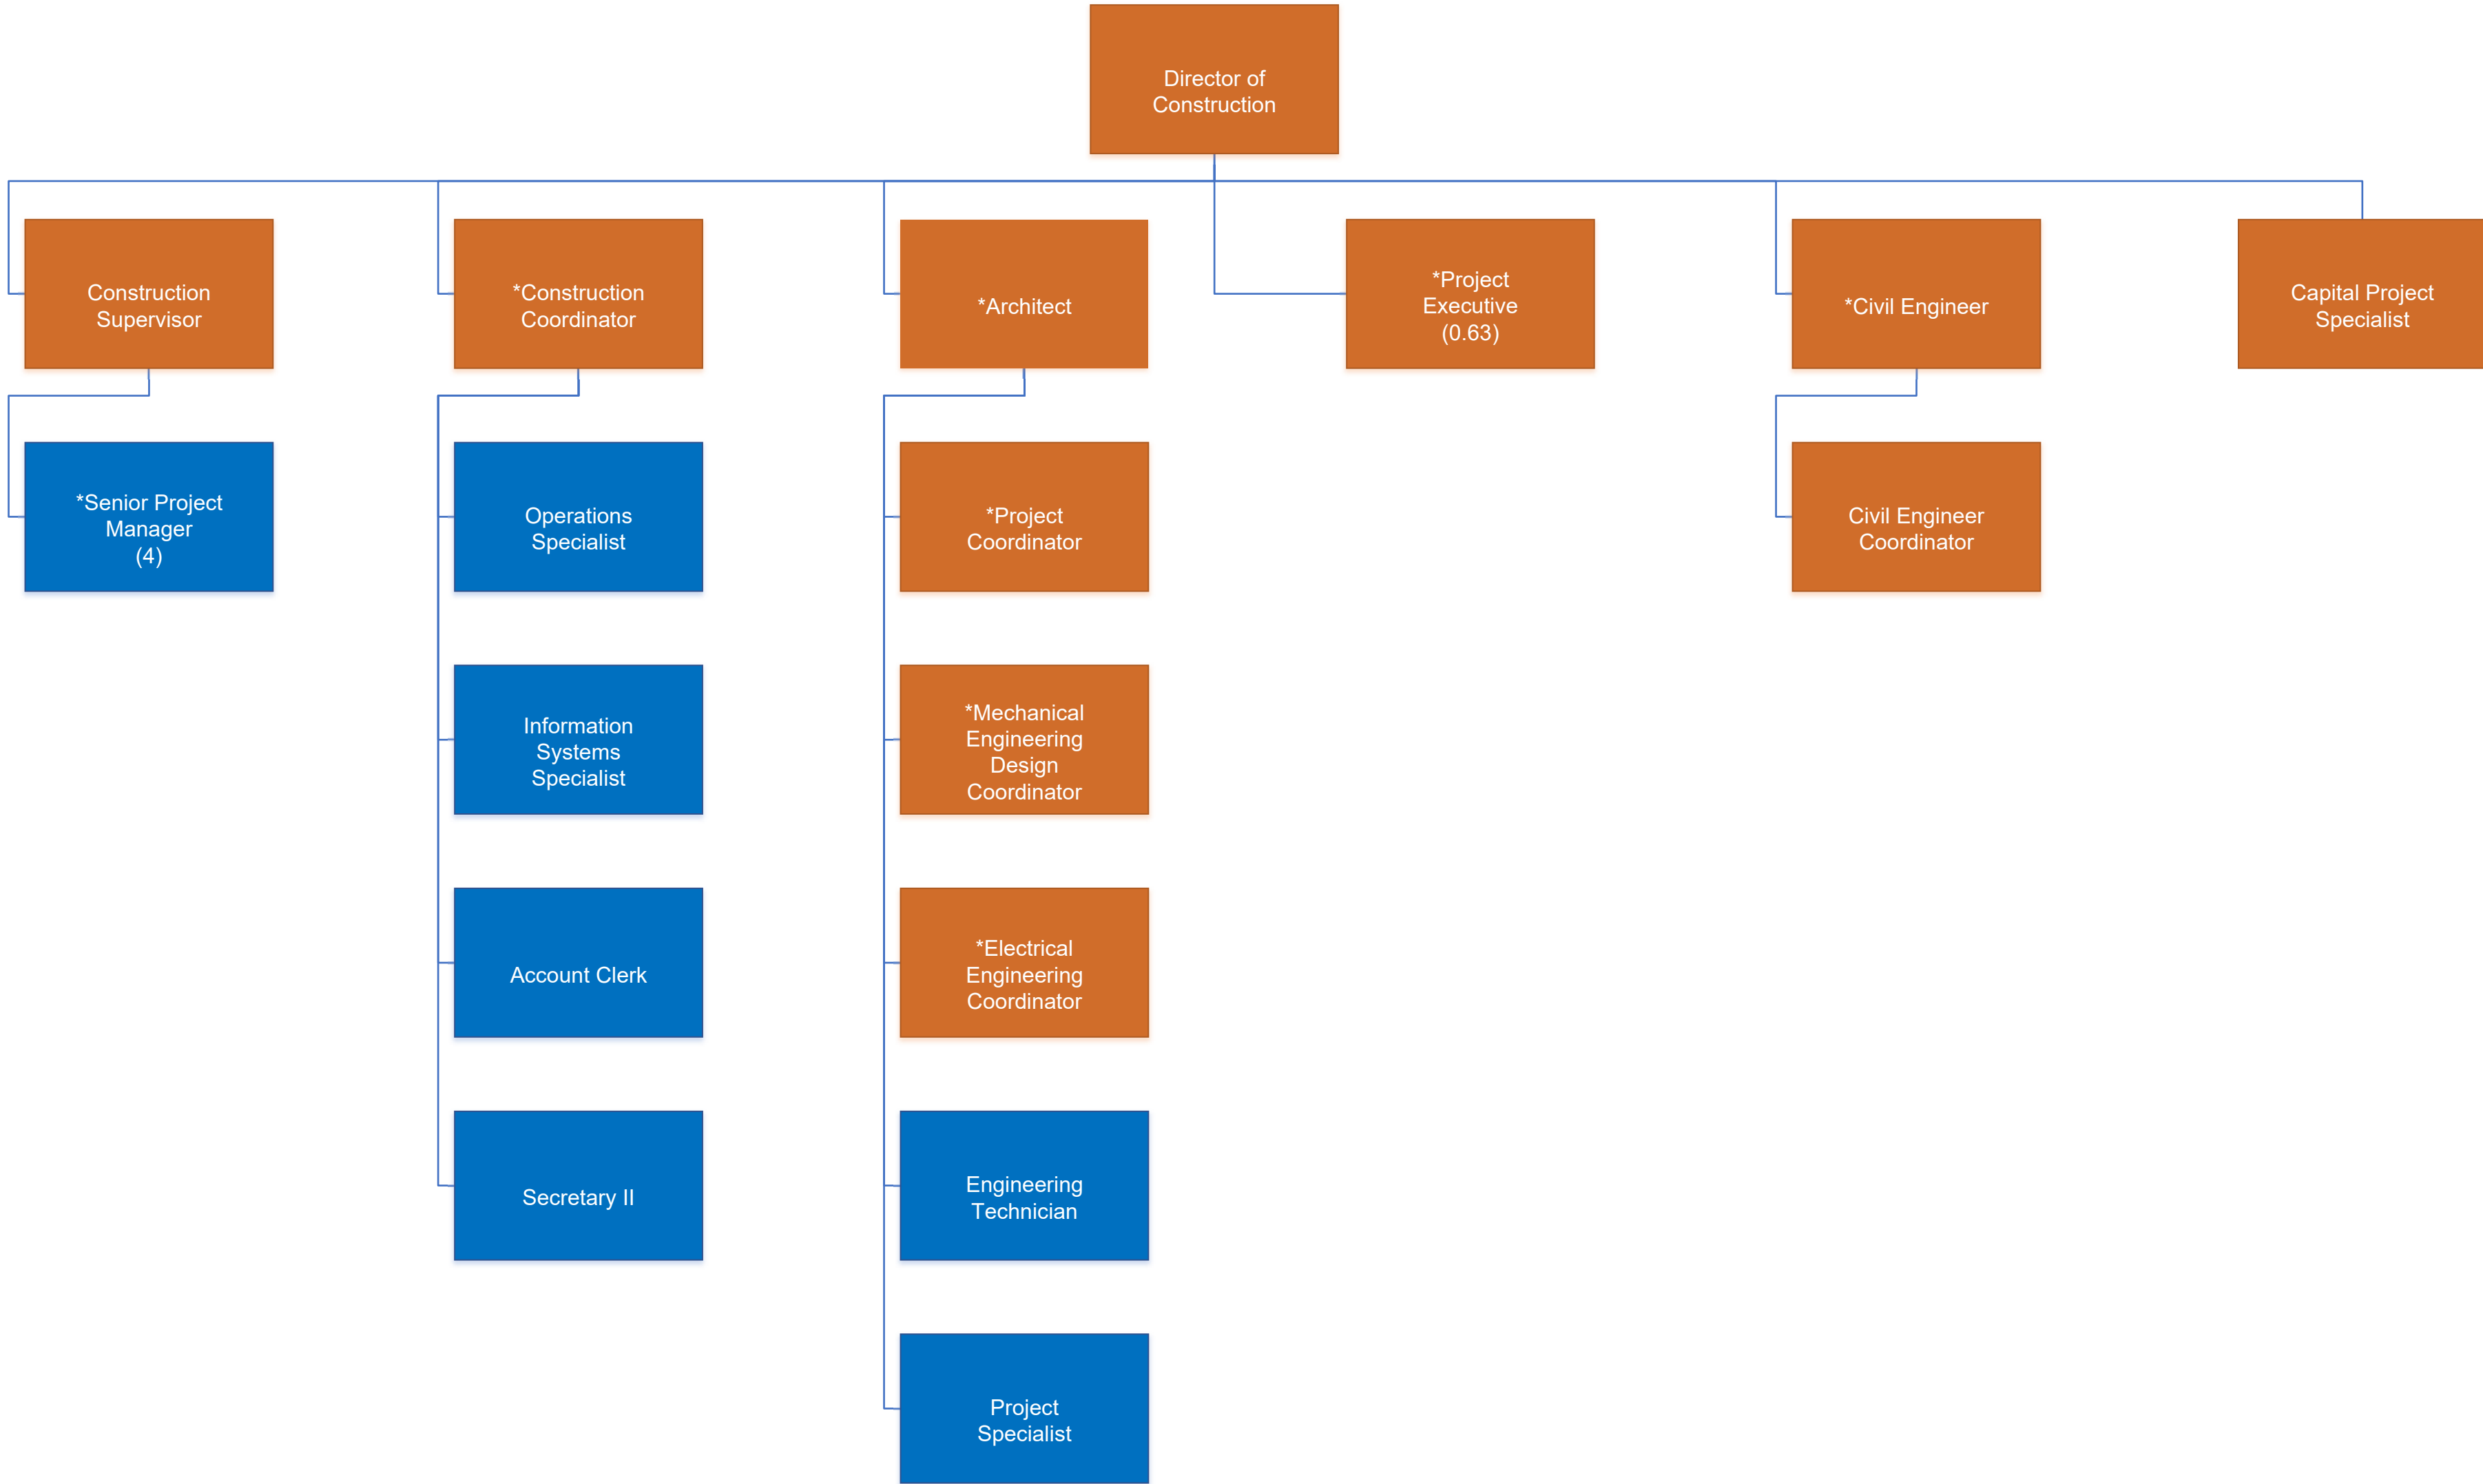 Director of
Construction
Construction
Supervisor
*Construction
Coordinator
*Architect
*Project
Executive
(0.63)
*Civil Engineer
Capital Project
Specialist
*Senior Project
Manager
(4)
Operations
Specialist
*Project
Coordinator
Civil Engineer
Coordinator
Information
Systems
Specialist
*Mechanical
Engineering
Design
Coordinator
Account Clerk
*Electrical
Engineering
Coordinator
Secretary II
Engineering
Technician
Project
Specialist